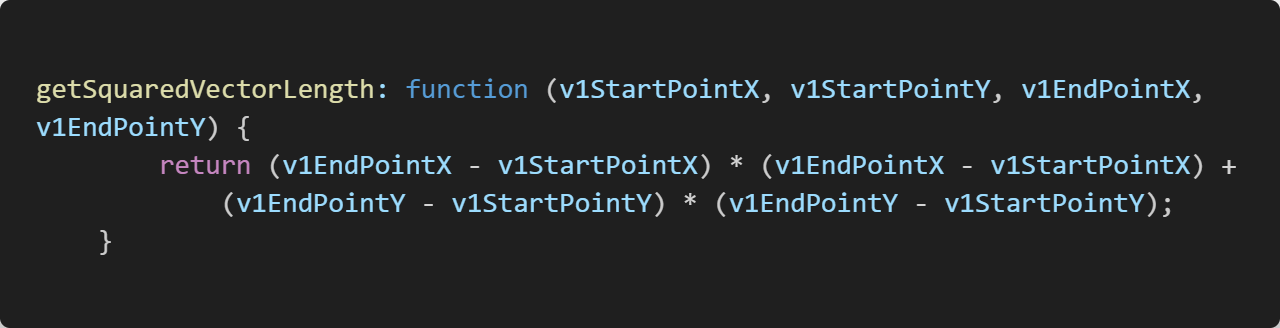 getSquaredVectorLength: function (v1StartPointX, v1StartPointY, v1EndPointX,
v1EndPointY) {
        return (v1EndPointX - v1StartPointX) * (v1EndPointX - v1StartPointX) +
            (v1EndPointY - v1StartPointY) * (v1EndPointY - v1StartPointY);
    }